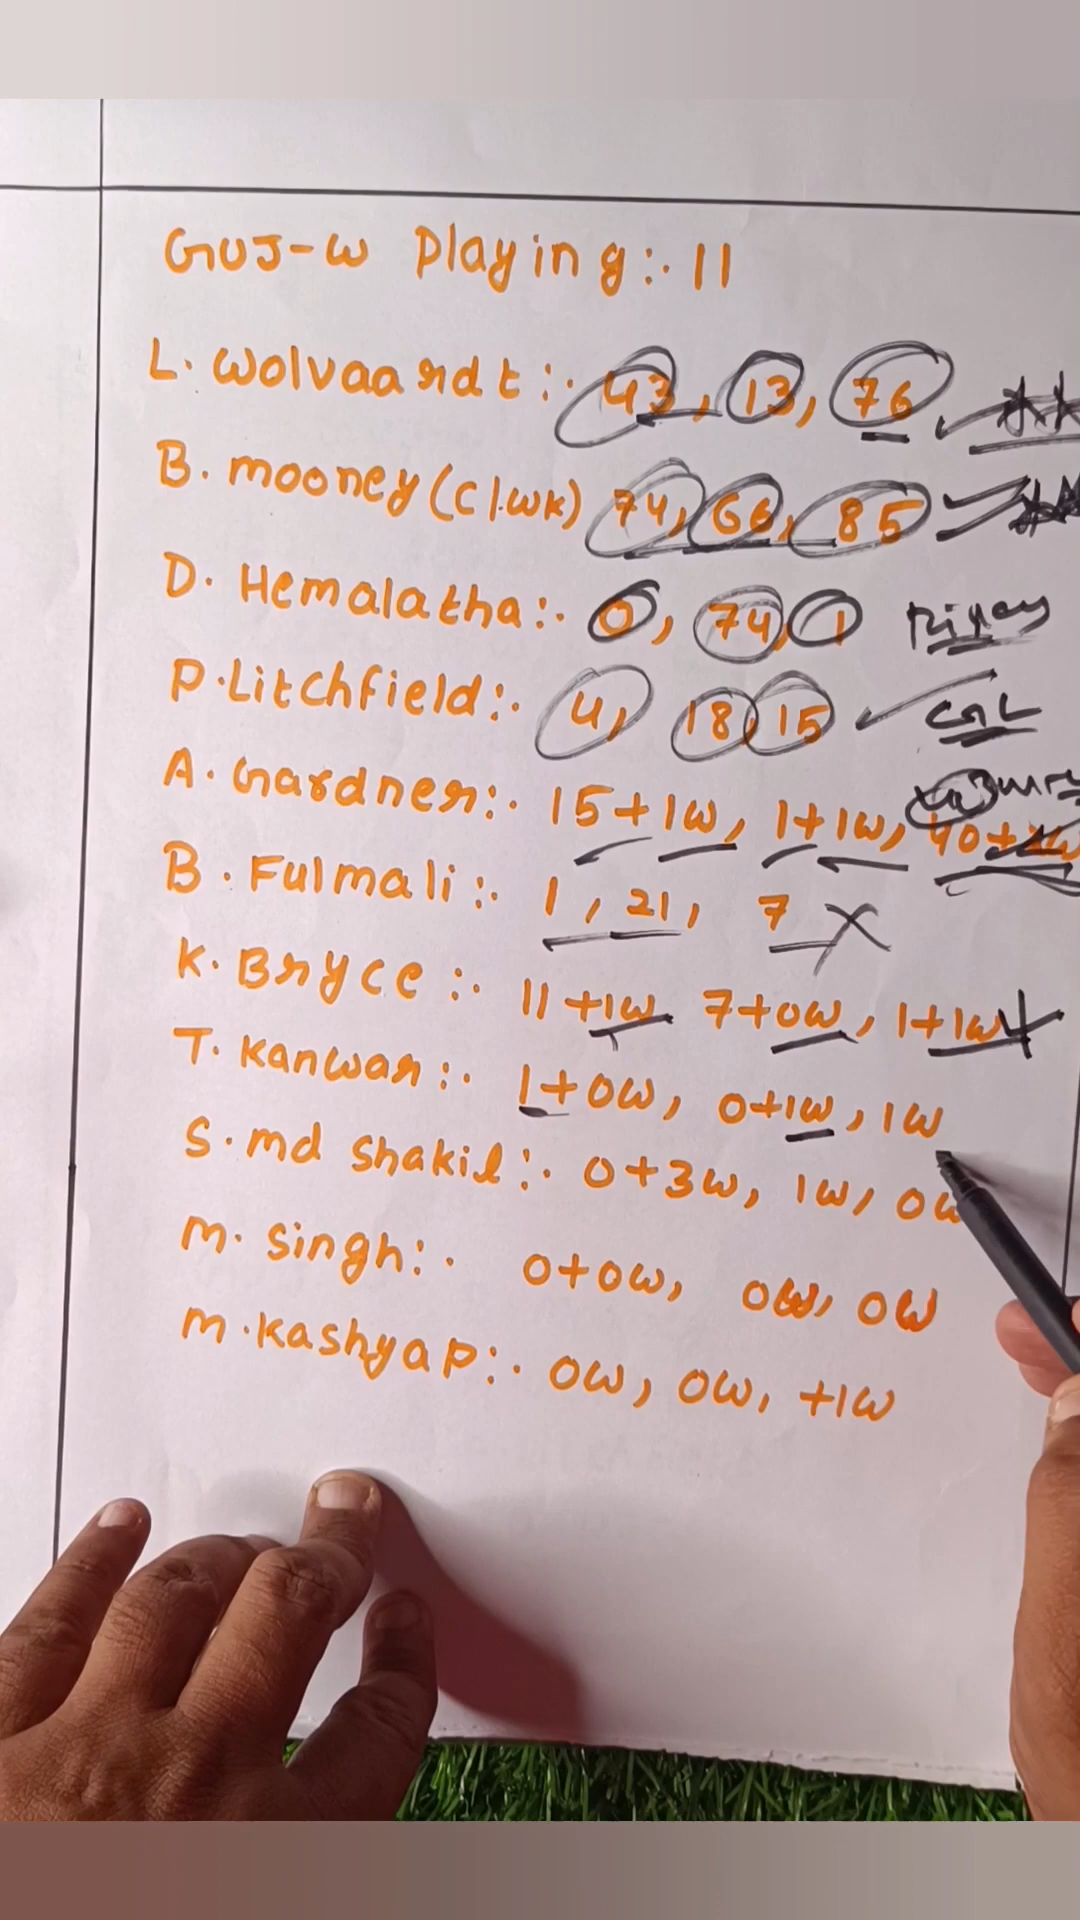 GUJ-W Playing:. 11
L. Wolvaardt:. 43, 13, 76
B. mooney (c/.wk) 74, 66, 85
D. Hemalatha:. 0, 74, 1
P. Litchfield:. 4, 18, 15 GL
A. Gardner:. 15+1w, 1+1w, 40+
B. Fulmali:. 1, 21, 7 X
K. Bryce:. 11+1w 7+0w, 1+1w
T. Kanwar:. 1+0w, 0+1w, 1w
S. md Shakil:. 0+3w, 1w, 0w
M. Singh:. 0+0w, 0w, 0w
M. Kashyap:. 0w, 0w, +1w